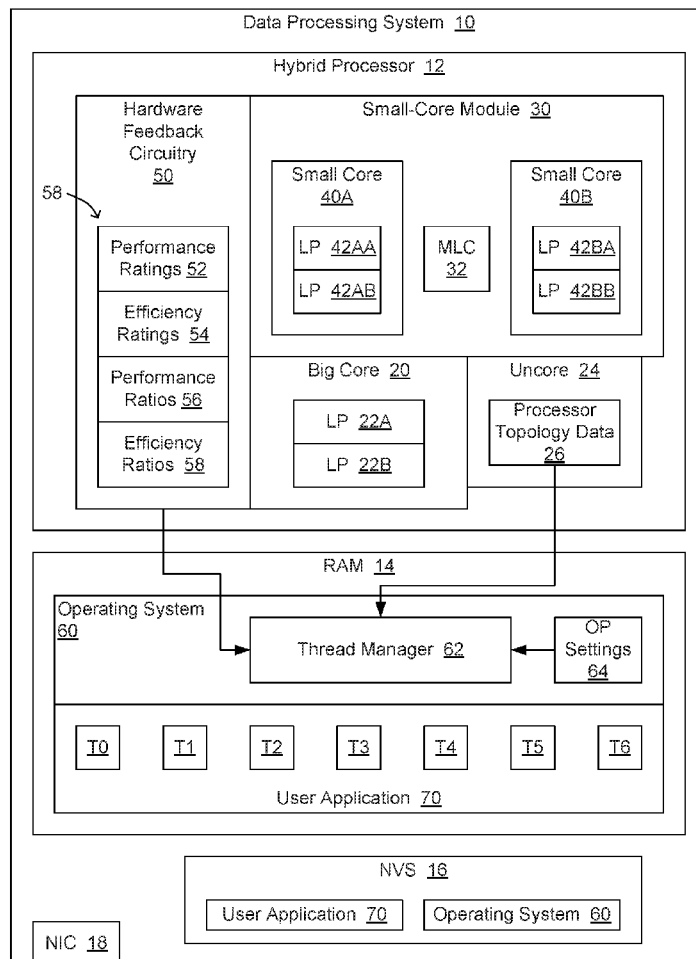 Data Processing System 10
Hybrid Processor 12
Hardware
Feedback
Circuitry
50
58
Performance
Ratings 52
Efficiency
Ratings 54
Performance
Ratios 56
Efficiency
Ratios 58
Small-Core Module 30
Small Core
40A
LP 42AA
LP 42AB
MLC
32
Small Core
40B
LP 42BA
LP 42BB
Big Core 20
LP 22A
LP 22B
Uncore 24
Processor
Topology Data
26
RAM 14
Operating System
60
Thread Manager 62
OP
Settings
64
T0 T1 T2 T3 T4 T5 T6
User Application 70
NVS 16
User Application 70
Operating System 60
NIC 18